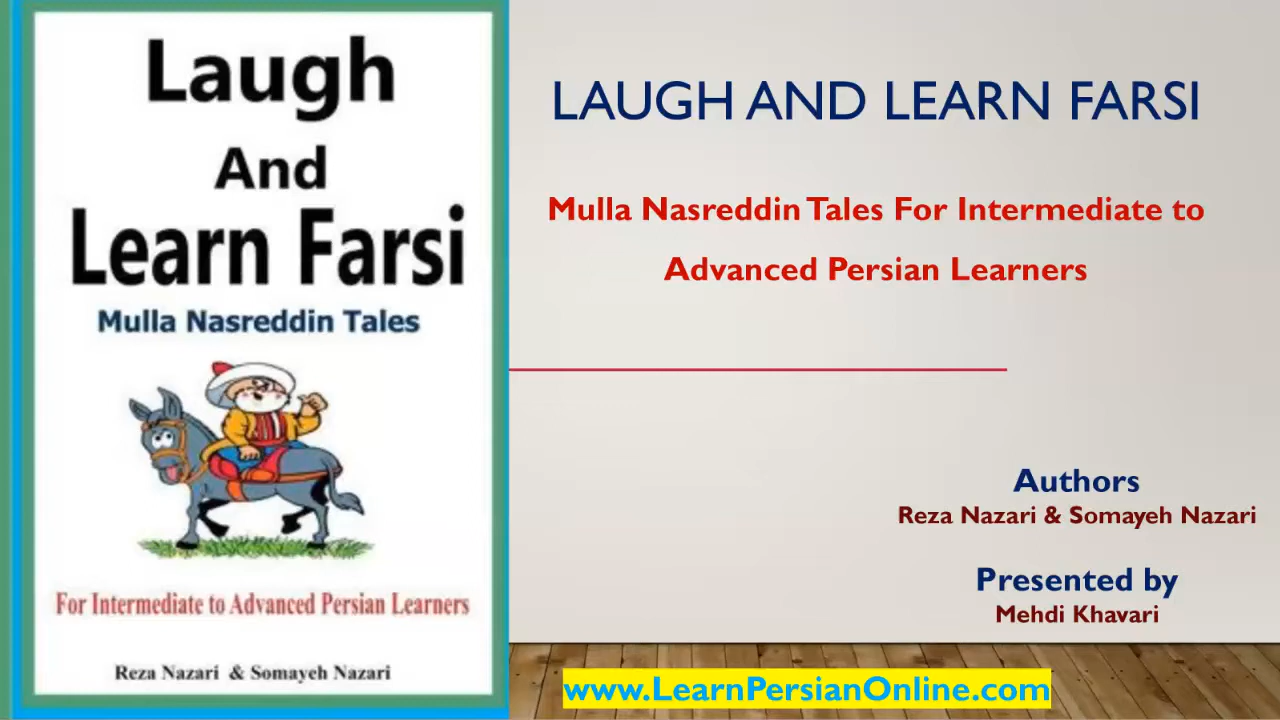 Laugh
And
Learn Farsi
Mulla Nasreddin Tales
For Intermediate to Advanced Persian Learners
Reza Nazari & Somayeh Nazari
LAUGH AND LEARN FARSI
Mulla Nasreddin Tales For Intermediate to
Advanced Persian Learners
Authors
Reza Nazari & Somayeh Nazari
Presented by
Mehdi Khavari
www.LearnPersianOnline.com